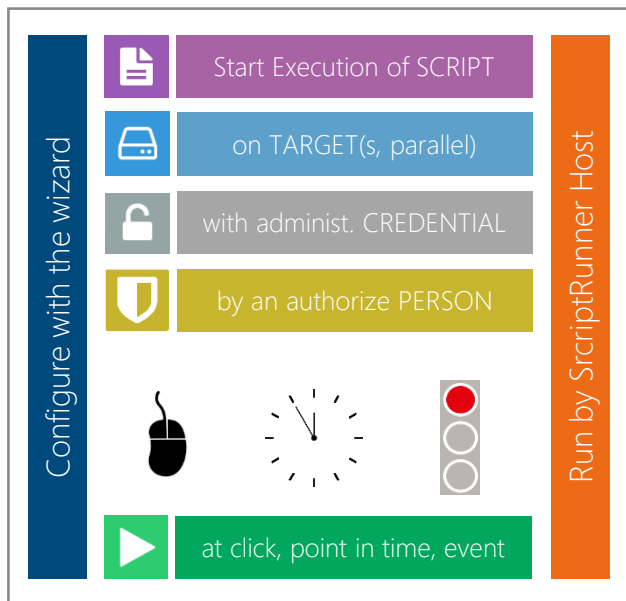 Configure with the wizard
Start Execution of SCRIPT
on TARGET(s, parallel)
with administ. CREDENTIAL
by an authorize PERSON
at click, point in time, event
Run by SrcriptRunner Host